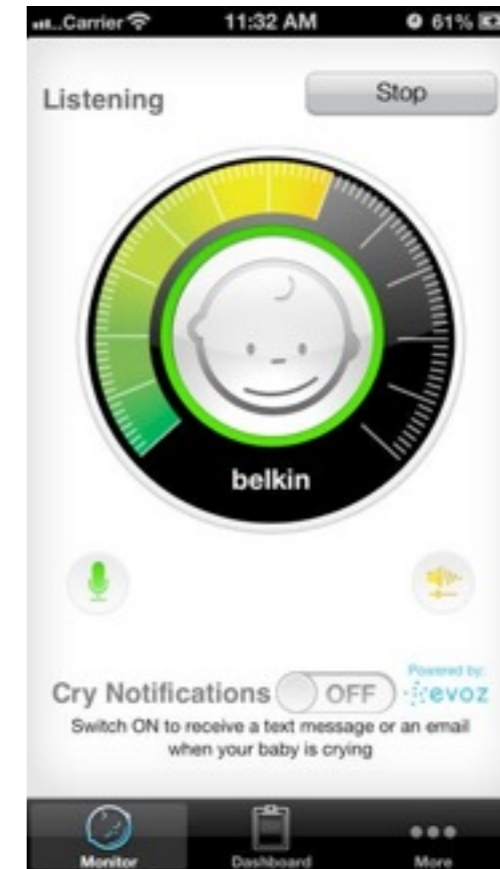 ...Carrier 11:32 AM 61%
Listening Stop
belkin
Powered by:
Cry Notifications OFF evoz
Switch ON to receive a text message or an email
when your baby is crying
Monitor Dashboard More